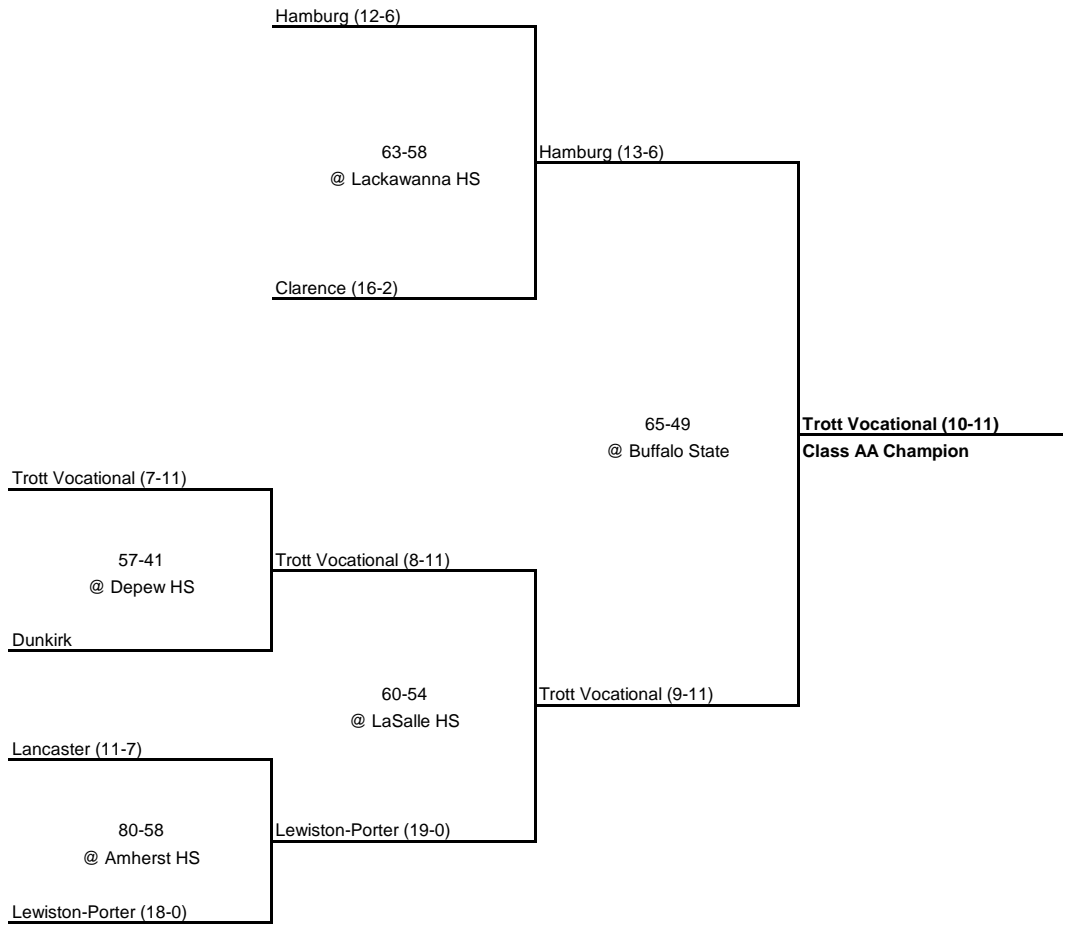 Hamburg (12-6)
63-58
@ Lackawanna HS
Hamburg (13-6)
Clarence (16-2)
65-49
@ Buffalo State
Trott Vocational (10-11)
Class AA Champion
Trott Vocational (7-11)
57-41
@ Depew HS
Trott Vocational (8-11)
Dunkirk
60-54
@ LaSalle HS
Trott Vocational (9-11)
Lancaster (11-7)
80-58
@ Amherst HS
Lewiston-Porter (19-0)
Lewiston-Porter (18-0)